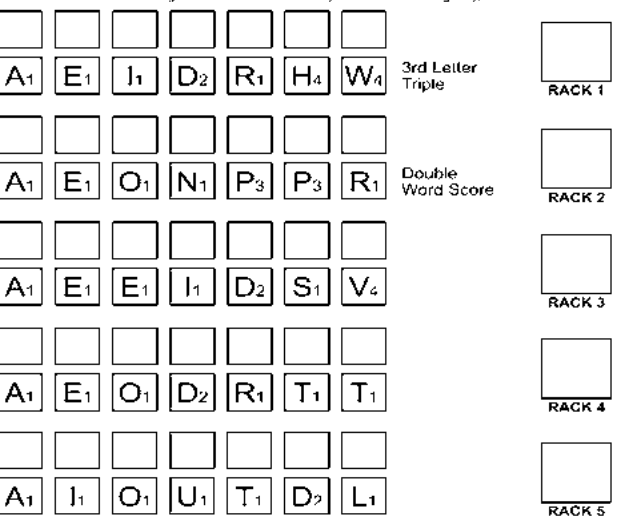 A1 E1 I1 D2 R1 H4 W4 3rd Letter Triple
RACK 1
A1 E1 O1 N1 P3 P3 R1 Double Word Score
RACK 2
A1 E1 E1 I1 D2 S1 V4
RACK 3
A1 E1 O1 D2 R1 T1 T1
RACK 4
A1 I1 O1 U1 T1 D2 L1
RACK 5